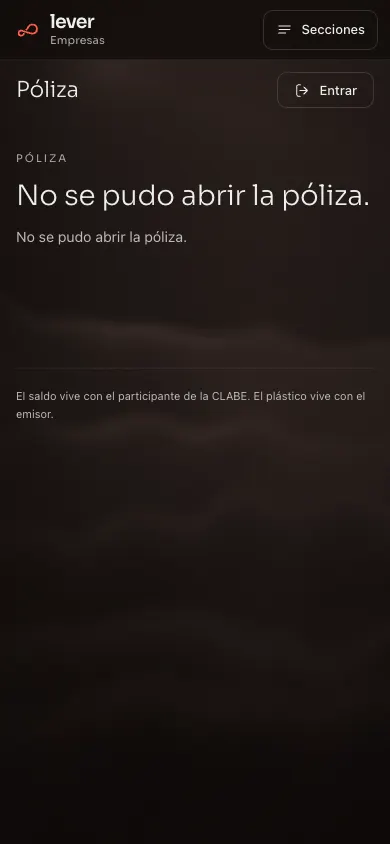 lever
Empresas
Secciones
Póliza
Entrar
PÓLIZA
No se pudo abrir la póliza.
No se pudo abrir la póliza.
El saldo vive con el participante de la CLABE. El plástico vive con el
emisor.